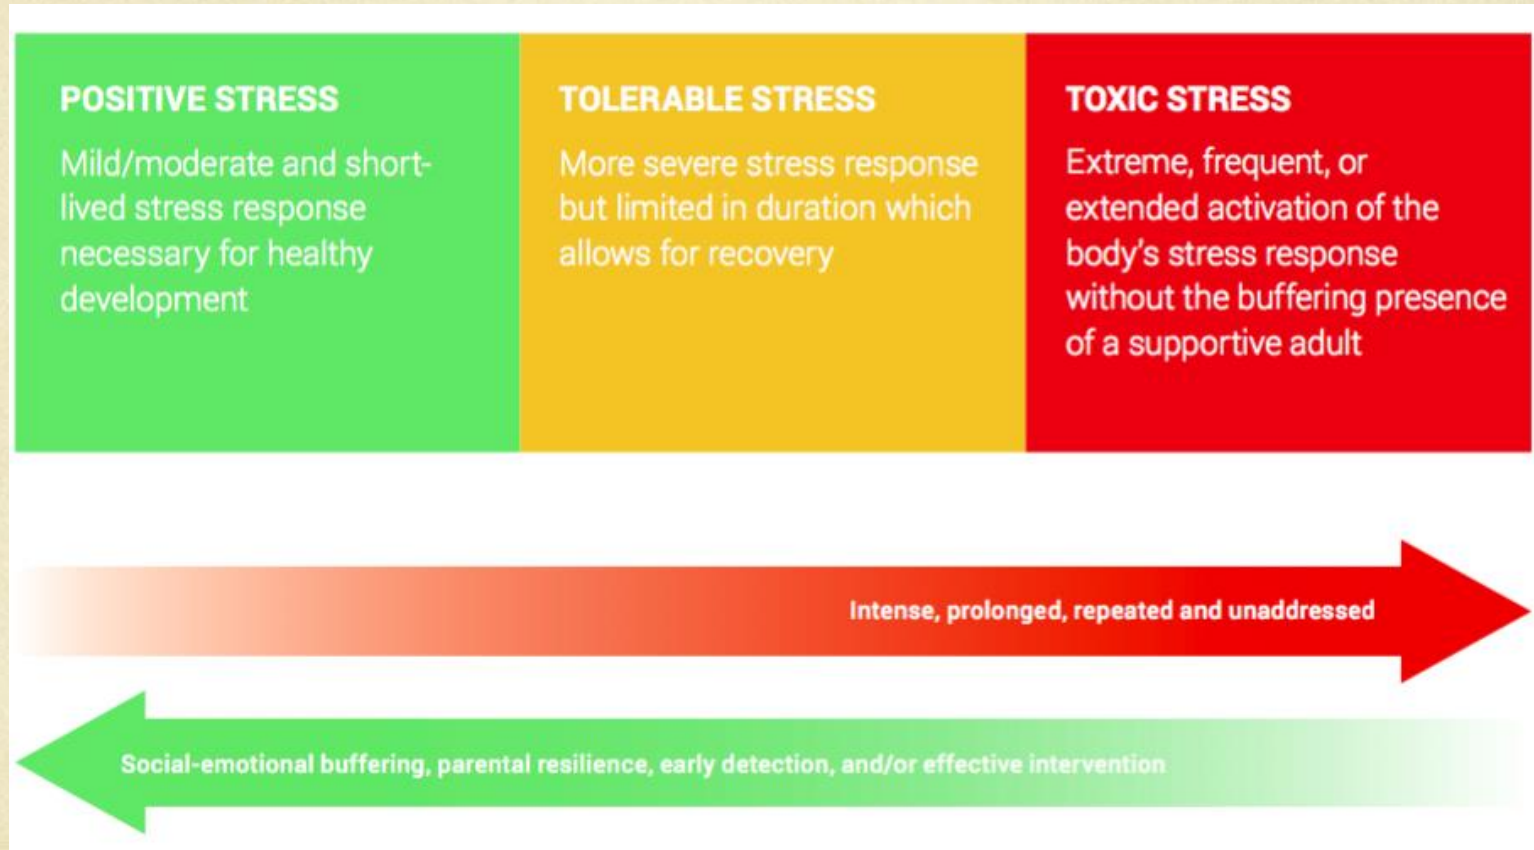 POSITIVE STRESS
Mild/moderate and short-
lived stress response
necessary for healthy
development
TOLERABLE STRESS
More severe stress response
but limited in duration which
allows for recovery
TOXIC STRESS
Extreme, frequent, or
extended activation of the
body's stress response
without the buffering presence
of a supportive adult
Intense, prolonged, repeated and unaddressed
Social-emotional buffering, parental resilience, early detection, and/or effective intervention